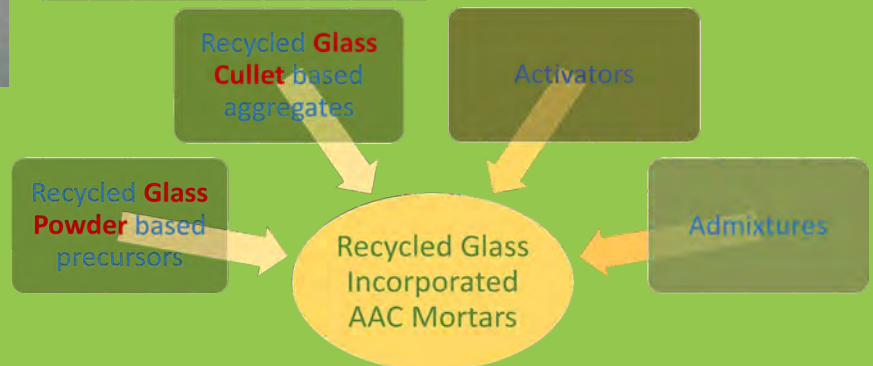 Recycled Glass
Cullet based
aggregates
Activators
Recycled Glass
Powder based
precursors
Admixtures
Recycled Glass
Incorporated
AAC Mortars